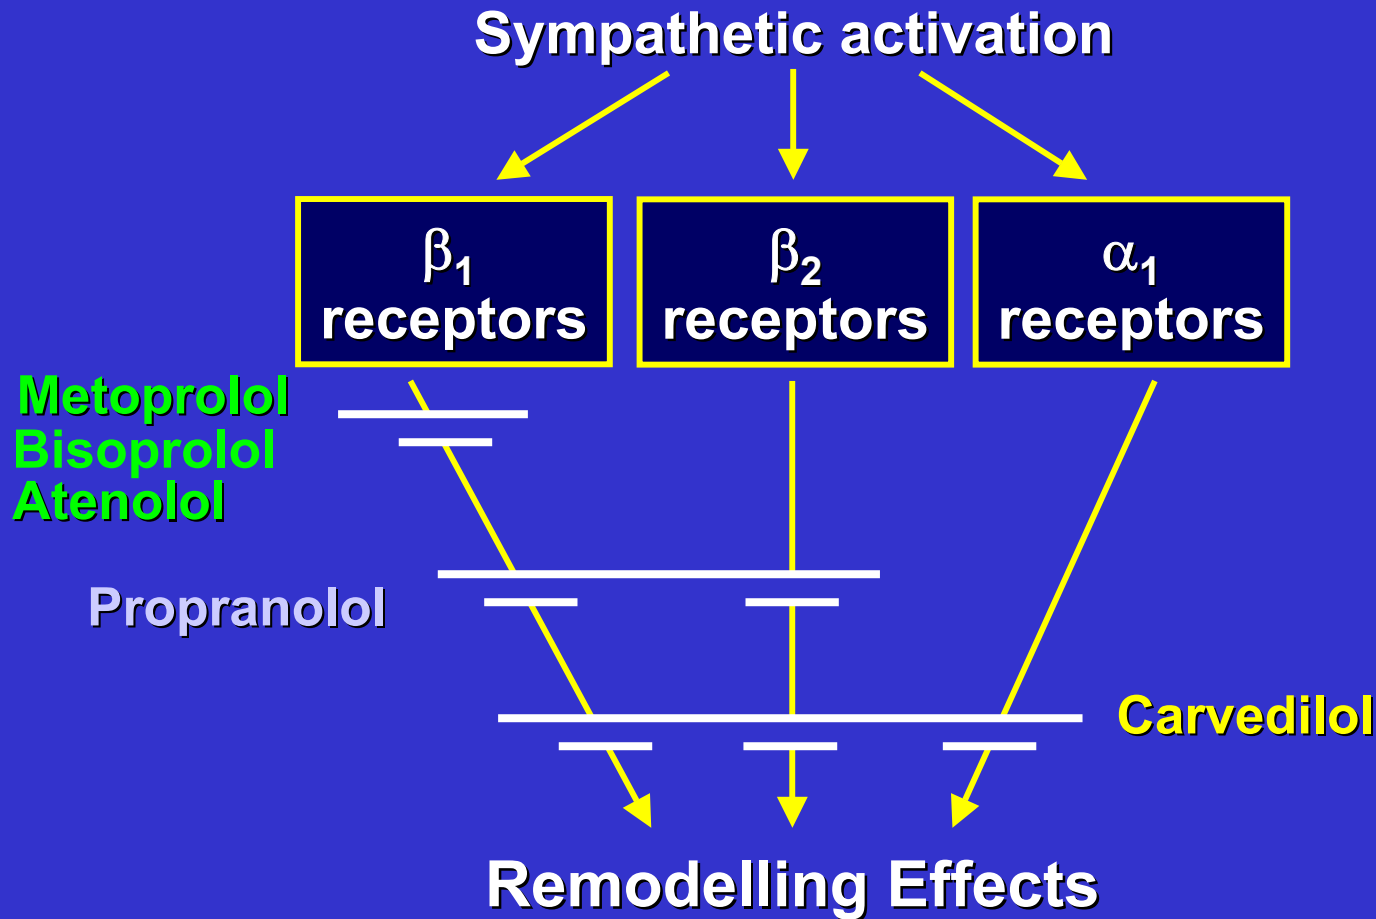 Sympathetic activation
β1
receptors
β2
receptors
α1
receptors
Metoprolol
Bisoprolol
Atenolol
Propranolol
Carvedilol
Remodelling Effects